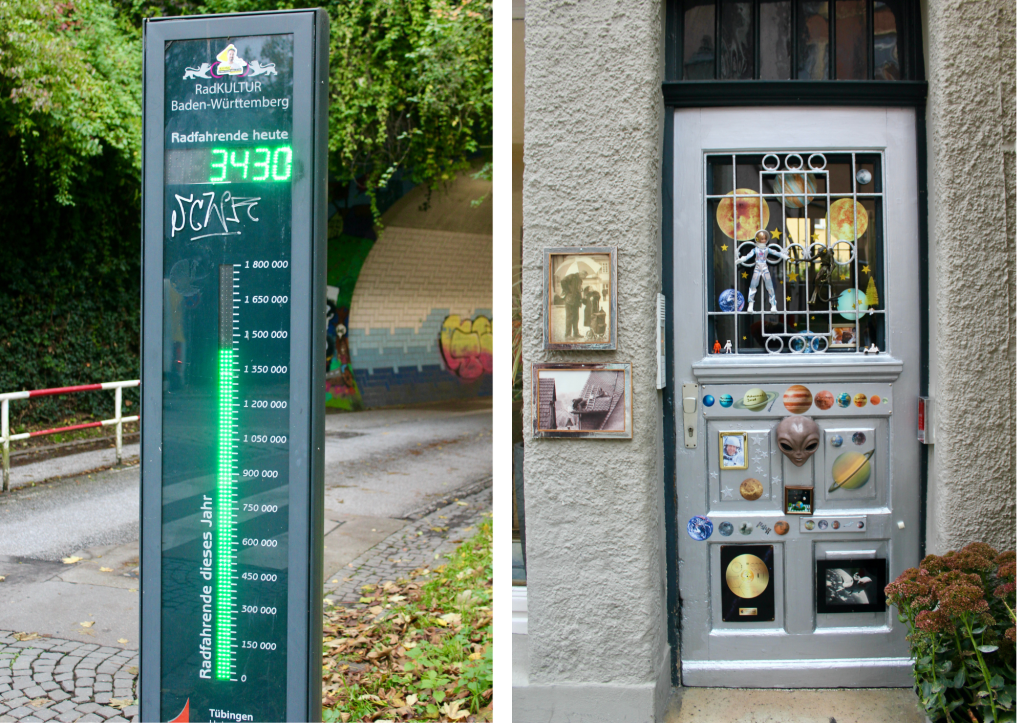 RadKULTUR
Baden-Württemberg
Radfahrende heute
3430
1 800 000
1 650 000
1 500 000
1 350 000
1 200 000
1 050 000
900 000
750 000
600 000
450 000
300 000
150 000
0
Radfahrende dieses Jahr
Tübingen